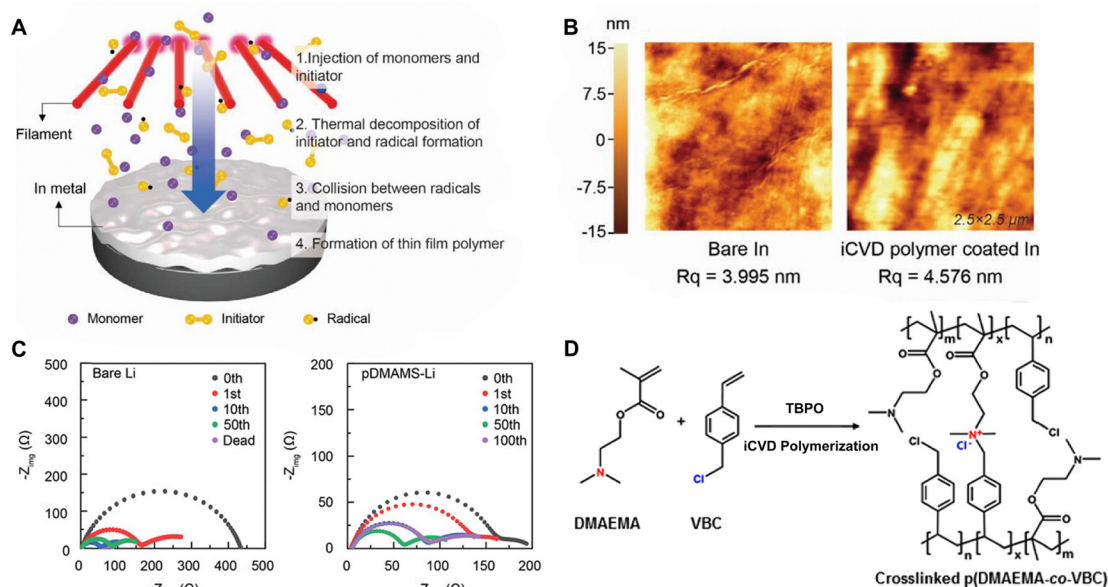 A
1.Injection of monomers and
initiator
Filament
2. Thermal decomposition of
initiator and radical formation
In metal
3. Collision between radicals
and monomers
4. Formation of thin film polymer
Monomer
Initiator
Radical
B
nm
15
7.5
0
-7.5
-15
2.5×2.5 μm
Bare In
iCVD polymer coated In
Rq = 3.995 nm
Rq = 4.576 nm
C
Bare Li
500
400
300
200
100
0
-Zimg (Ω)
0th
1st
10th
50th
Dead
0 100 200 300 400 500
pDMAMS-Li
200
150
100
50
0
-Zimg (Ω)
0th
1st
10th
50th
100th
0 50 100 150 200
D
O
O
N
DMAEMA
+
Cl
VBC
TBPO
iCVD Polymerization
m
x
n
O
O
O
O
N
Cl
N+
Cl-
N
O
O
n
x
m
Crosslinked p(DMAEMA-co-VBC)